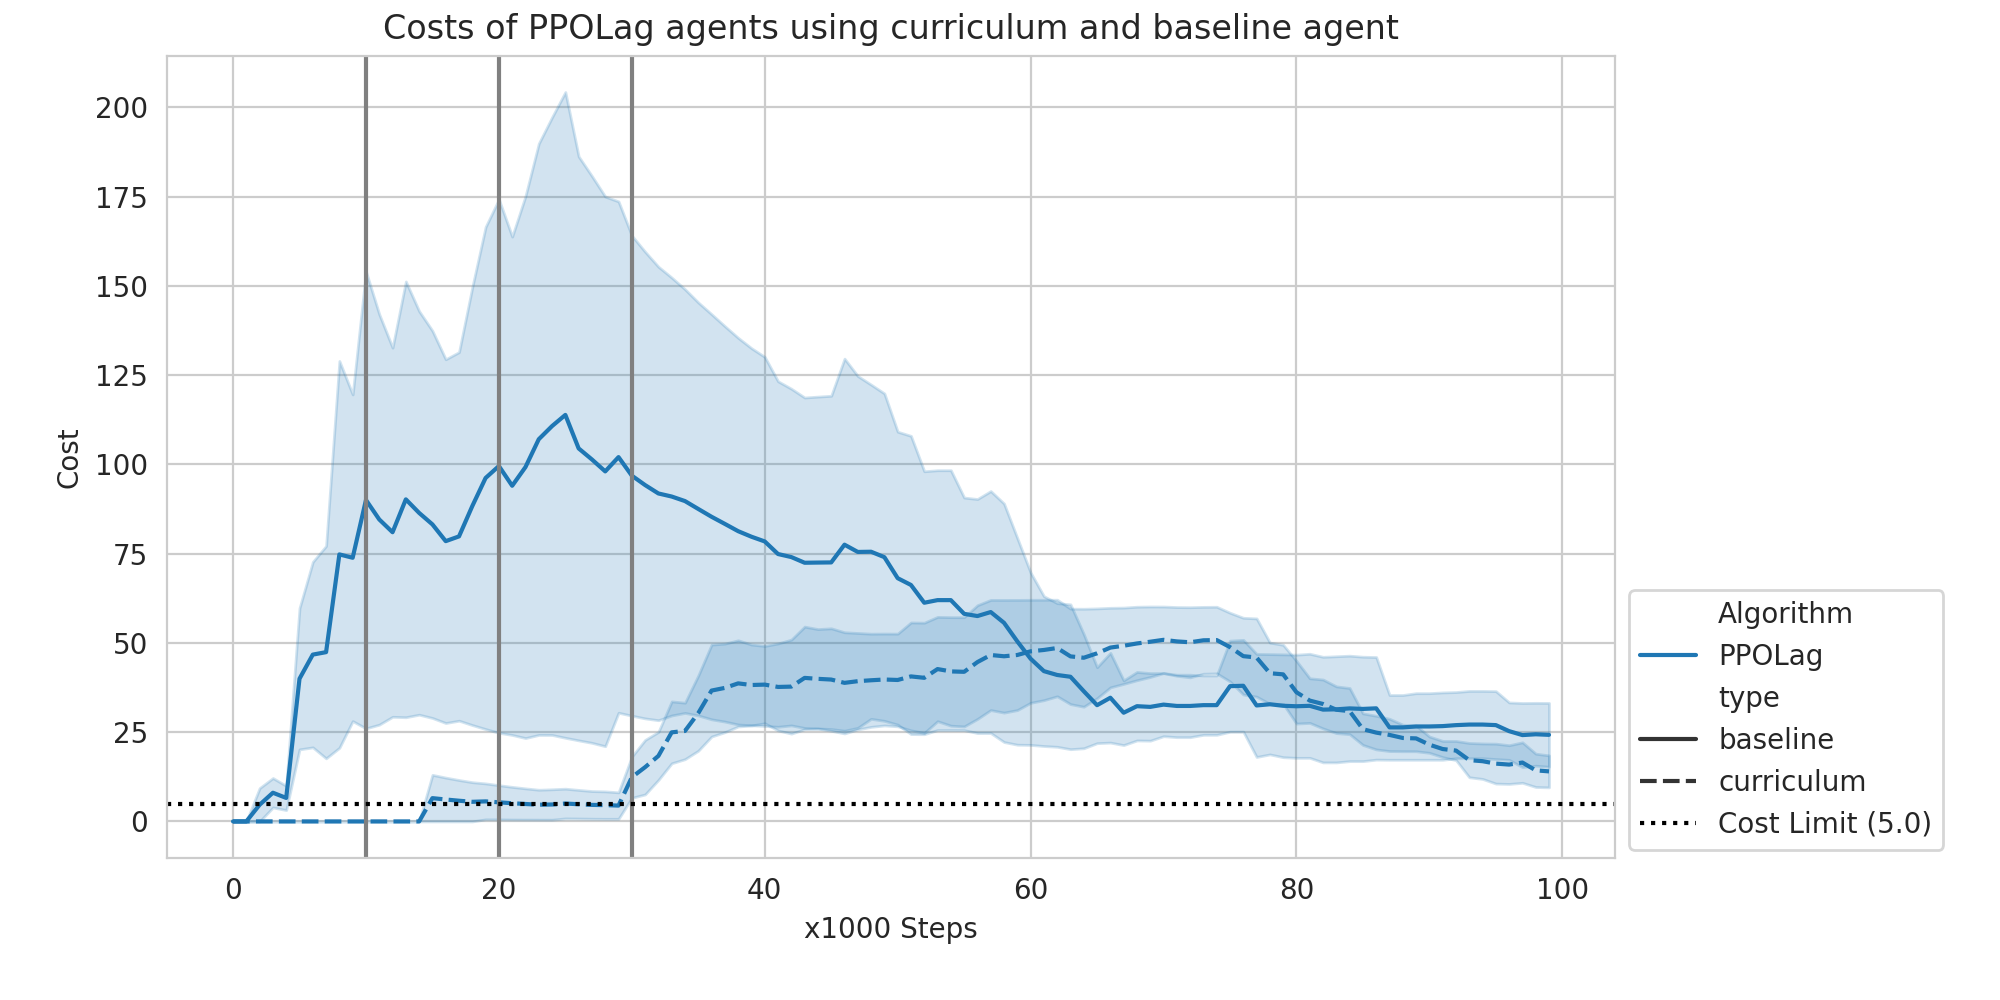 Costs of PPOLag agents using curriculum and baseline agent
200
175
150
125
100
75
50
25
0
Cost
0 20 40 60 80 100
x1000 Steps
Algorithm
PPOLag
type
baseline
curriculum
Cost Limit (5.0)